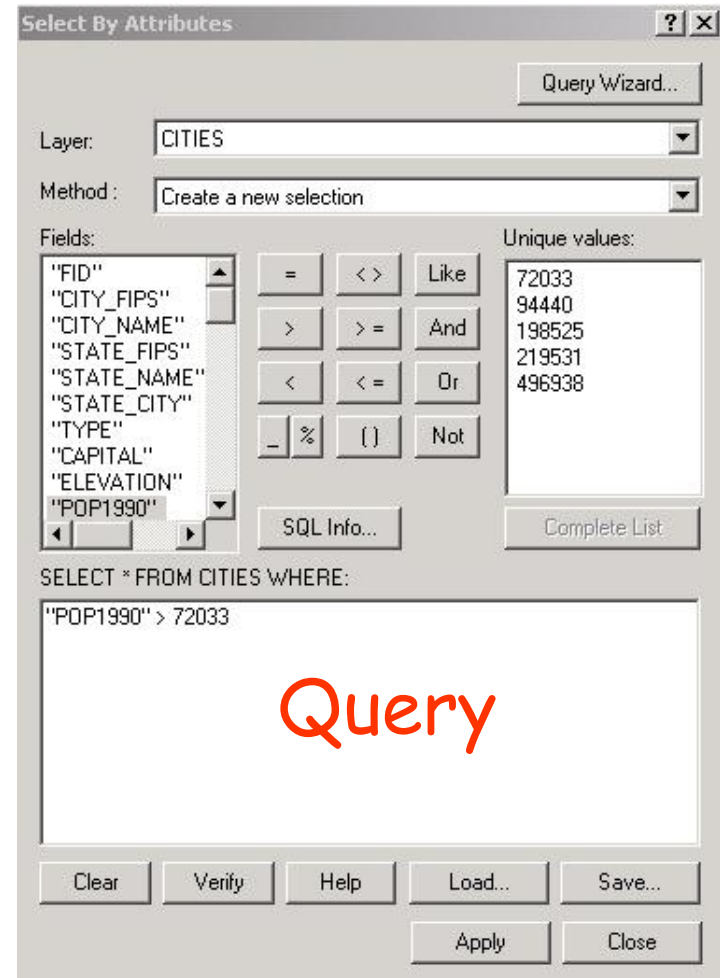 Select By Attributes
Query Wizard...
Layer: CITIES
Method : Create a new selection
Fields:
"FID"
"CITY_FIPS"
"CITY_NAME"
"STATE_FIPS"
"STATE_NAME"
"STATE_CITY"
"TYPE"
"CAPITAL"
"ELEVATION"
"POP1990"
= < > Like
> > = And
< < = Or
_ % ( ) Not
SQL Info...
Unique values:
72033
94440
198525
219531
496938
Complete List
SELECT * FROM CITIES WHERE:
"POP1990" > 72033
Query
Clear Verify Help Load... Save...
Apply Close